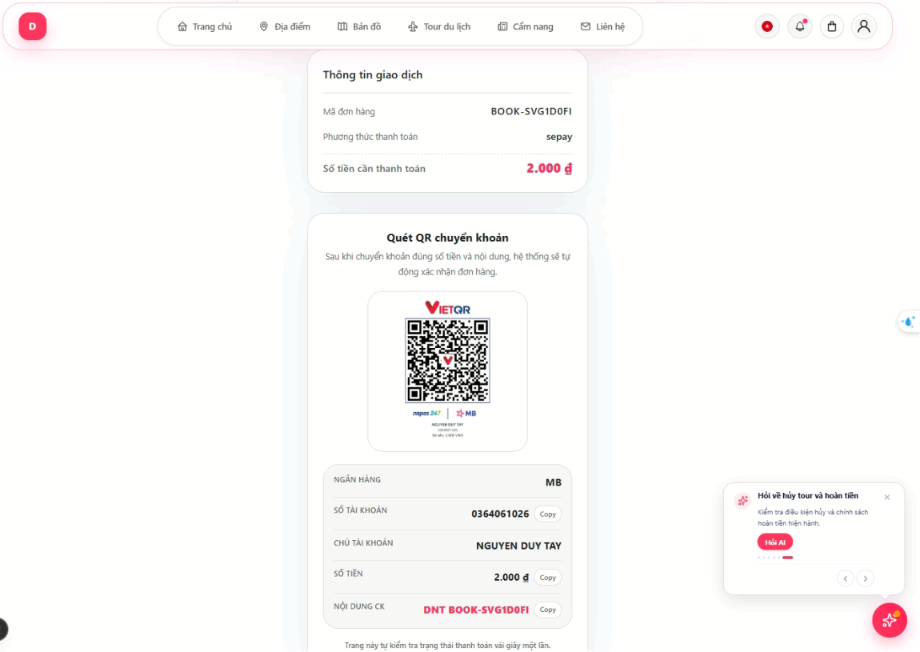 D
Trang chủ
Địa điểm
Bản đồ
Tour du lịch
Cẩm nang
Liên hệ
Thông tin giao dịch
Mã đơn hàng BOOK-SVG1D0FI
Phương thức thanh toán sepay
Số tiền cần thanh toán 2.000 ₫
Quét QR chuyển khoản
Sau khi chuyển khoản đúng số tiền và nội dung, hệ thống sẽ tự
động xác nhận đơn hàng.
VIETQR
napas 247 MB
NGUYEN DUY TAY
NGÂN HÀNG MB
SỐ TÀI KHOẢN 0364061026 Copy
CHỦ TÀI KHOẢN NGUYEN DUY TAY
SỐ TIỀN 2.000 ₫ Copy
NỘI DUNG CK DNT BOOK-SVG1D0FI Copy
Trang này tự kiểm tra trạng thái thanh toán vài giây một lần.
Hỏi về hủy tour và hoàn tiền
Kiểm tra điều kiện hủy và chính sách
hoàn tiền hiện hành.
Hỏi AI